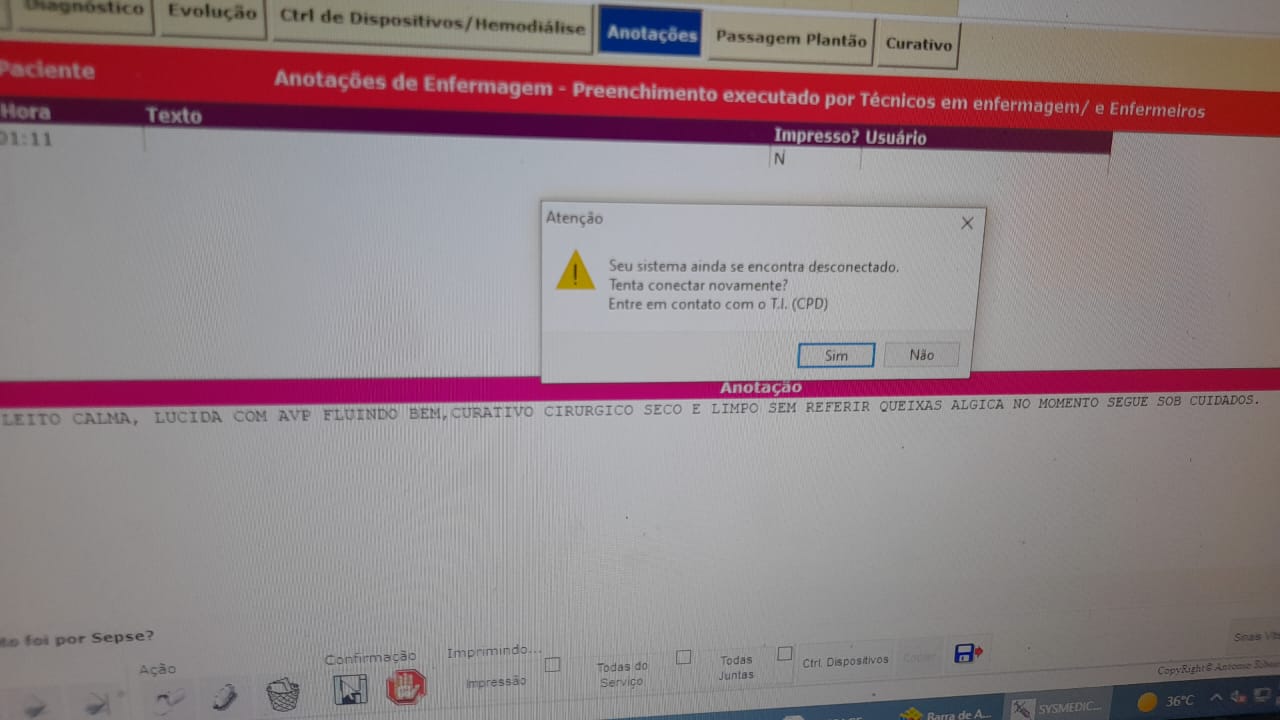 Diagnóstico Evolução Ctrl de Dispositivos/Hemodiálise Anotações Passagem Plantão Curativo
Paciente Anotações de Enfermagem - Preenchimento executado por Técnicos em enfermagem/ e Enfermeiros
Hora Texto Impresso? Usuário
01:11 N
Atenção
Seu sistema ainda se encontra desconectado.
Tenta conectar novamente?
Entre em contato com o T.I. (CPD)
Sim Não
Anotação
LEITO CALMA, LUCIDA COM AVP FLUINDO BEM,CURATIVO CIRURGICO SECO E LIMPO SEM REFERIR QUEIXAS ALGICA NO MOMENTO SEGUE SOB CUIDADOS.
foi por Sepse?
Ação
Confirmação
Imprimindo...
Impressão
Todas do
Serviço
Todas
Juntas
Ctrl. Dispositivos
Sinais
CopyRight © Antonio
Barra de A...
SYSMEDIC...
36°C